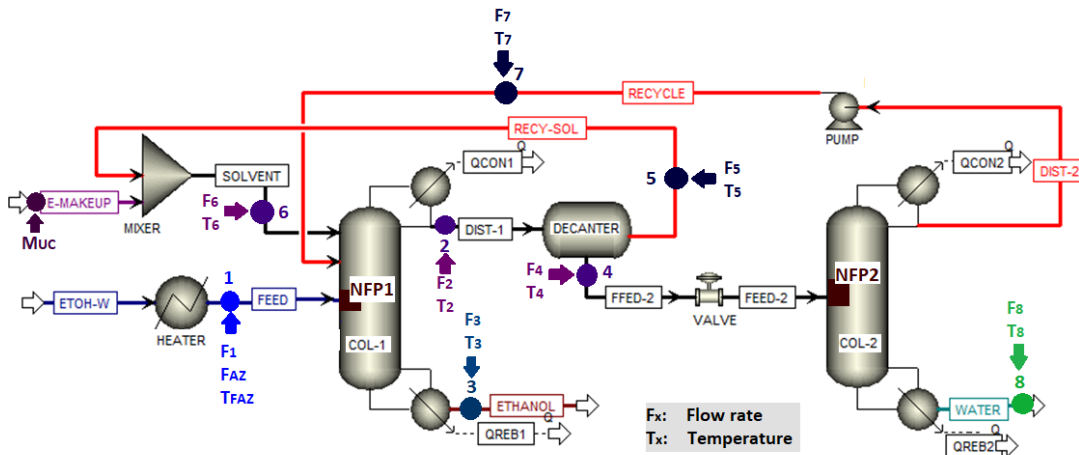 F7
T7
7
RECYCLE
PUMP
RECY-SOL
Q
QCON1
Q
QCON2
DIST-2
SOLVENT
E-MAKEUP
MIXER
MUC
F6
T6
6
5
F5
T5
2
DIST-1
DECANTER
F2
T2
F4
T4
4
FFED-2
VALVE
FEED-2
NFP1
NFP2
COL-1
COL-2
1
ETOH-W
HEATER
FEED
F1
FAZ
TFAZ
F3
T3
3
ETHANOL
Q
QREB1
Fx: Flow rate
Tx: Temperature
F8
T8
8
WATER
Q
QREB2